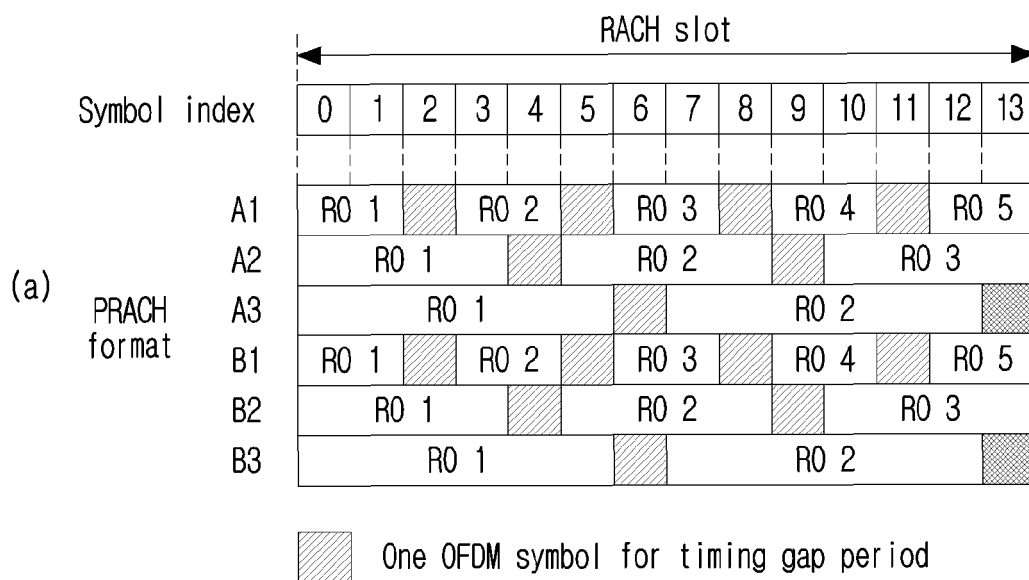 RACH slot
Symbol index 0 1 2 3 4 5 6 7 8 9 10 11 12 13
(a)
PRACH
format
A1 RO 1 RO 2 RO 3 RO 4 RO 5
A2 RO 1 RO 2 RO 3
A3 RO 1 RO 2
B1 RO 1 RO 2 RO 3 RO 4 RO 5
B2 RO 1 RO 2 RO 3
B3 RO 1 RO 2
One OFDM symbol for timing gap period